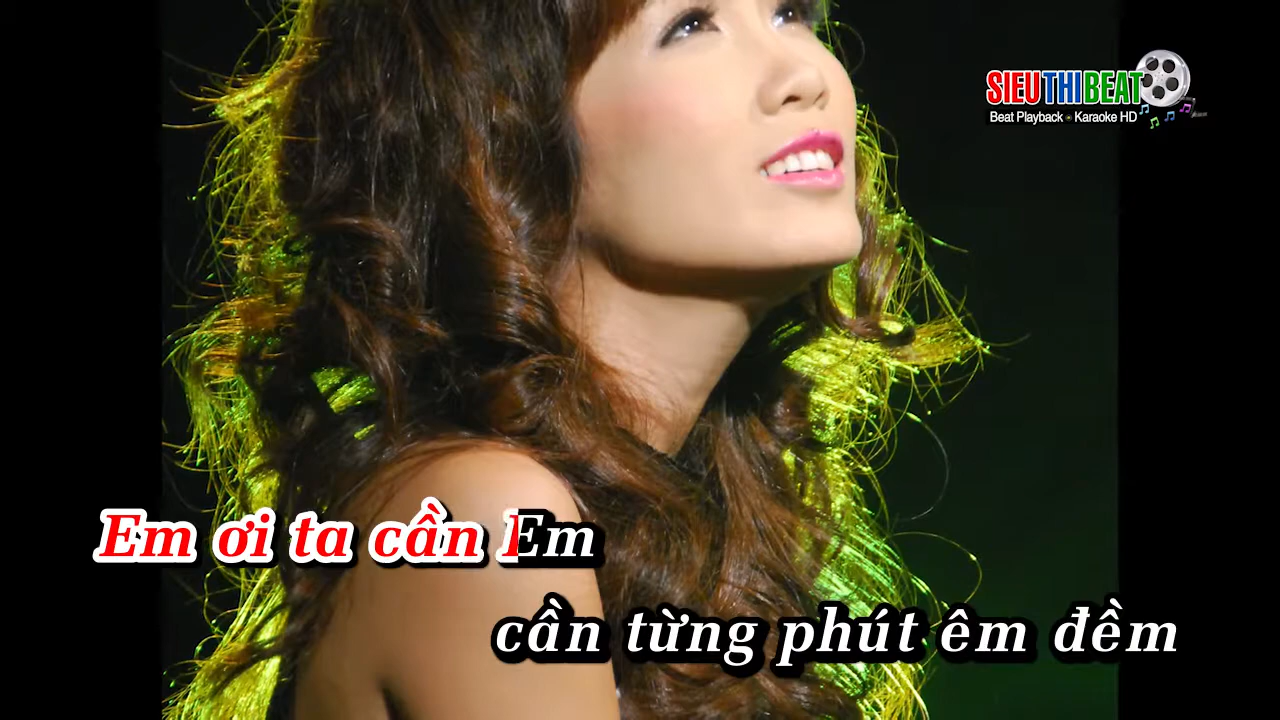 SIEUTHIBEAT
Beat Playback • Karaoke HD
Em ơi ta cần Em
cần từng phút êm đềm